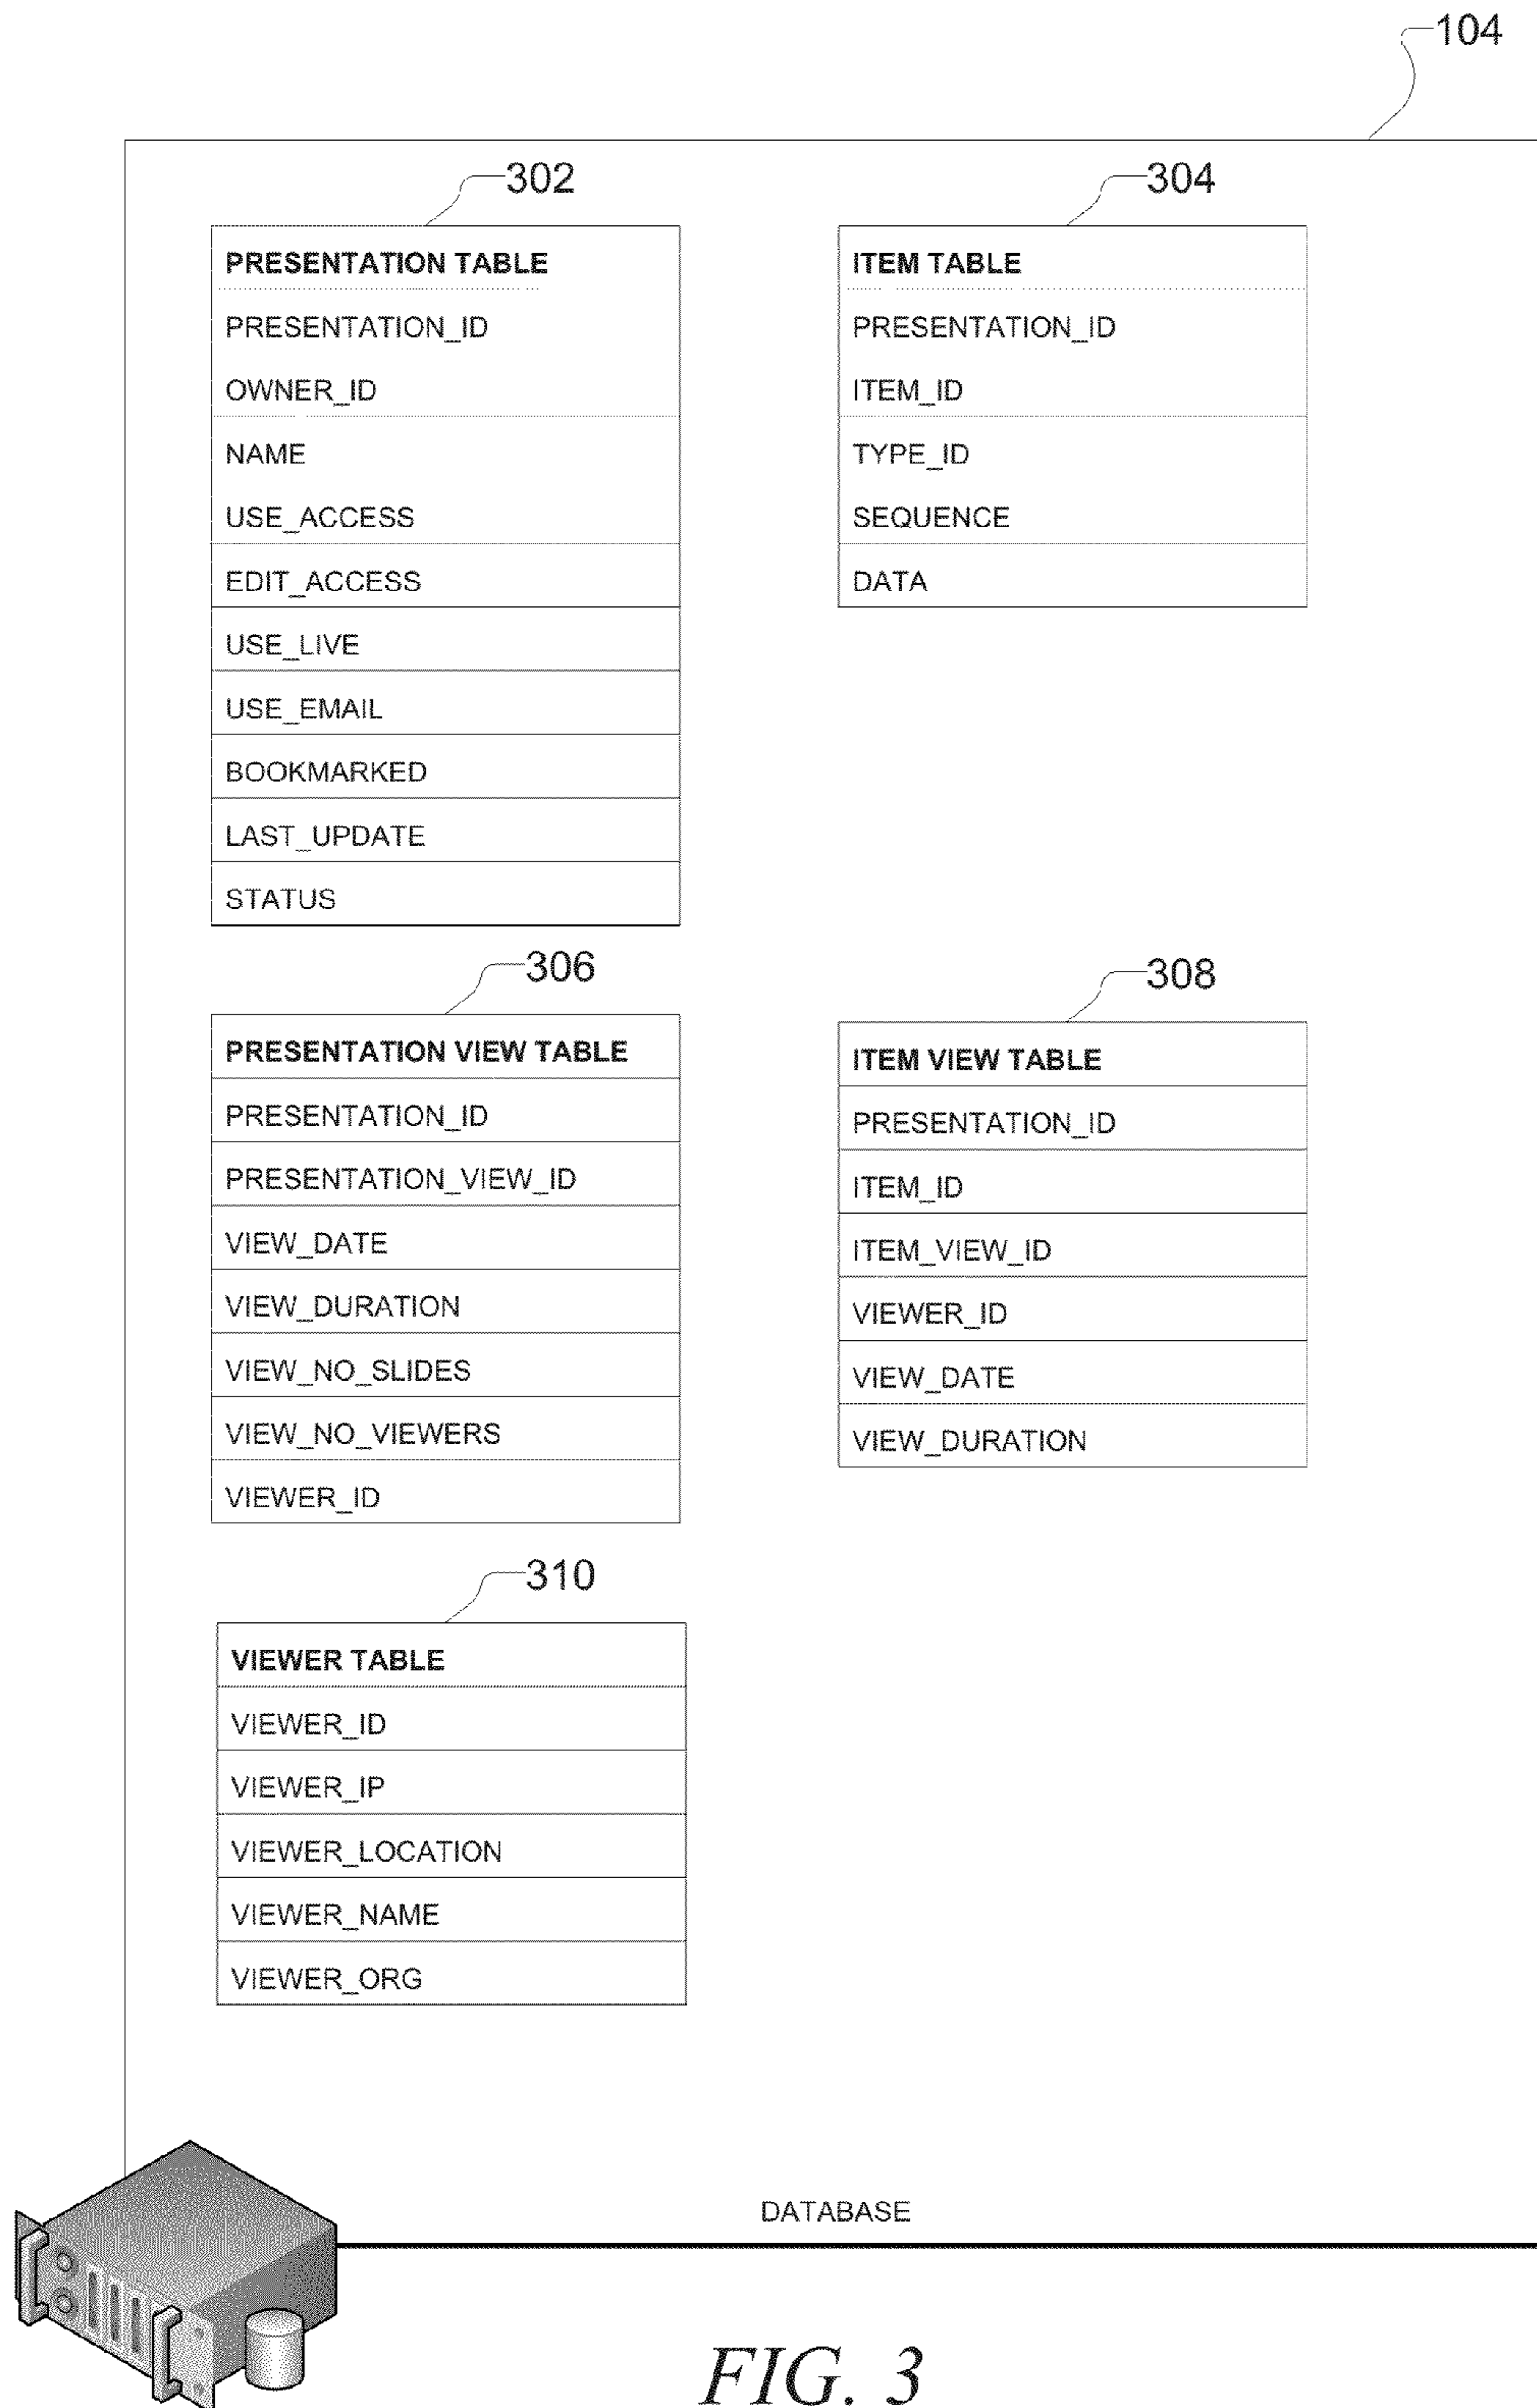 104
302
PRESENTATION TABLE
PRESENTATION_ID
OWNER_ID
NAME
USE_ACCESS
EDIT_ACCESS
USE_LIVE
USE_EMAIL
BOOKMARKED
LAST_UPDATE
STATUS
304
ITEM TABLE
PRESENTATION_ID
ITEM_ID
TYPE_ID
SEQUENCE
DATA
306
PRESENTATION VIEW TABLE
PRESENTATION_ID
PRESENTATION_VIEW_ID
VIEW_DATE
VIEW_DURATION
VIEW_NO_SLIDES
VIEW_NO_VIEWERS
VIEWER_ID
308
ITEM VIEW TABLE
PRESENTATION_ID
ITEM_ID
ITEM_VIEW_ID
VIEWER_ID
VIEW_DATE
VIEW_DURATION
310
VIEWER TABLE
VIEWER_ID
VIEWER_IP
VIEWER_LOCATION
VIEWER_NAME
VIEWER_ORG
DATABASE
FIG. 3